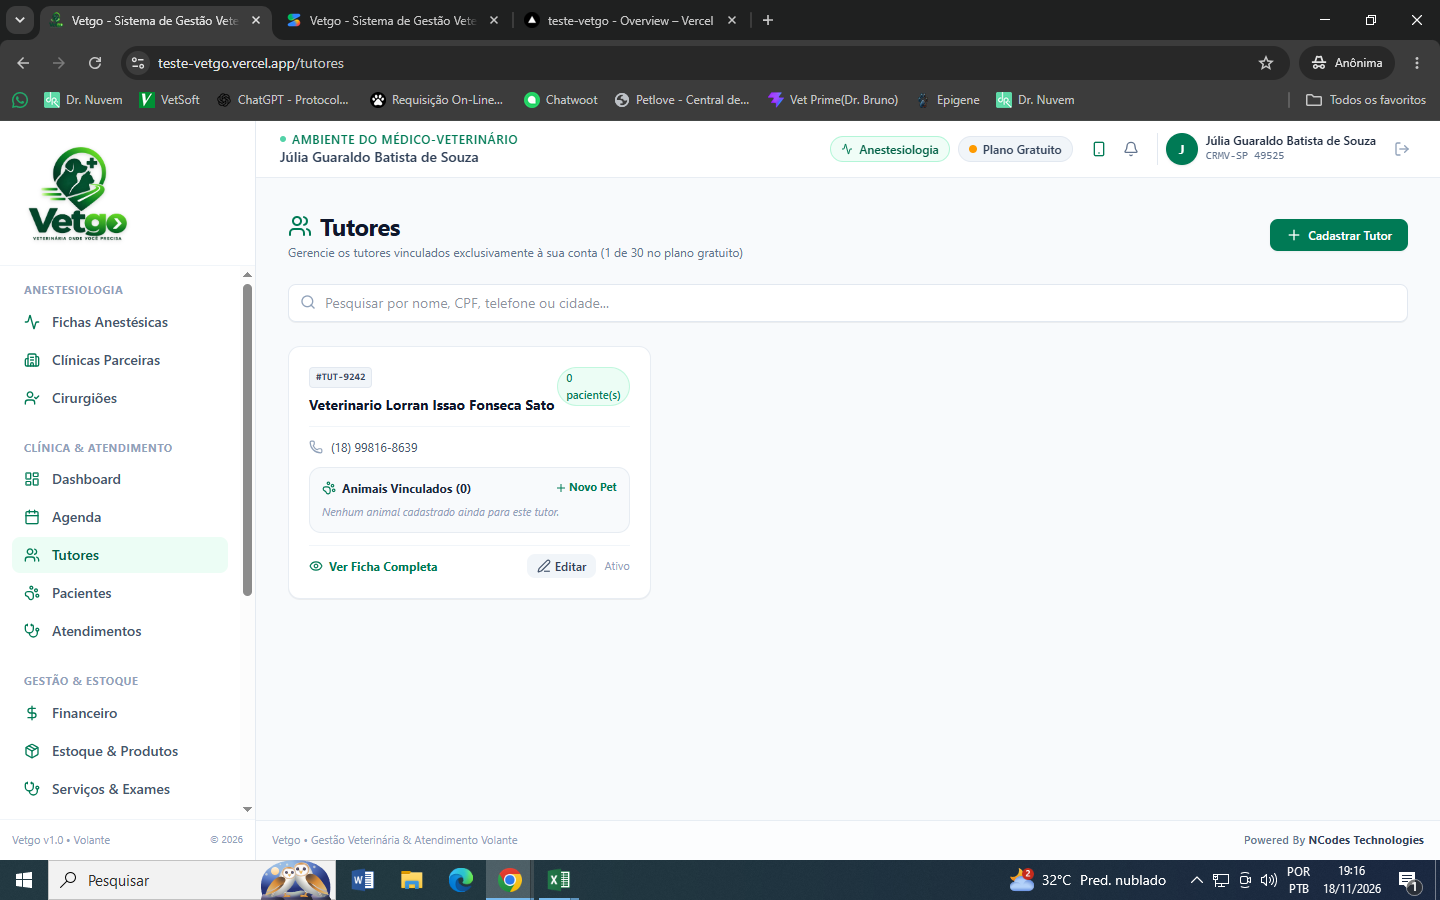 Vetgo - Sistema de Gestão Vete
Vetgo - Sistema de Gestão Vete
teste-vetgo - Overview – Vercel
teste-vetgo.vercel.app/tutores
Anônima
Dr. Nuvem
VetSoft
ChatGPT - Protocol...
Requisição On-Line...
Chatwoot
Petlove - Central de...
Vet Prime(Dr. Bruno)
Epigene
Dr. Nuvem
Todos os favoritos
Vetgo
VETERINÁRIA ONDE VOCÊ PRECISA
AMBIENTE DO MÉDICO-VETERINÁRIO
Júlia Guaraldo Batista de Souza
Anestesiologia
Plano Gratuito
J
Júlia Guaraldo Batista de Souza
CRMV-SP 49525
ANESTESIOLOGIA
Fichas Anestésicas
Clínicas Parceiras
Cirurgiões
CLÍNICA & ATENDIMENTO
Dashboard
Agenda
Tutores
Pacientes
Atendimentos
GESTÃO & ESTOQUE
Financeiro
Estoque & Produtos
Serviços & Exames
Vetgo v1.0 • Volante
© 2026
Tutores
Gerencie os tutores vinculados exclusivamente à sua conta (1 de 30 no plano gratuito)
+ Cadastrar Tutor
Pesquisar por nome, CPF, telefone ou cidade...
#TUT-9242
0
paciente(s)
Veterinario Lorran Issao Fonseca Sato
(18) 99816-8639
Animais Vinculados (0)
+ Novo Pet
Nenhum animal cadastrado ainda para este tutor.
Ver Ficha Completa
Editar
Ativo
Vetgo • Gestão Veterinária & Atendimento Volante
Powered By NCodes Technologies
Pesquisar
2
32°C Pred. nublado
POR
PTB
19:16
18/11/2026
1